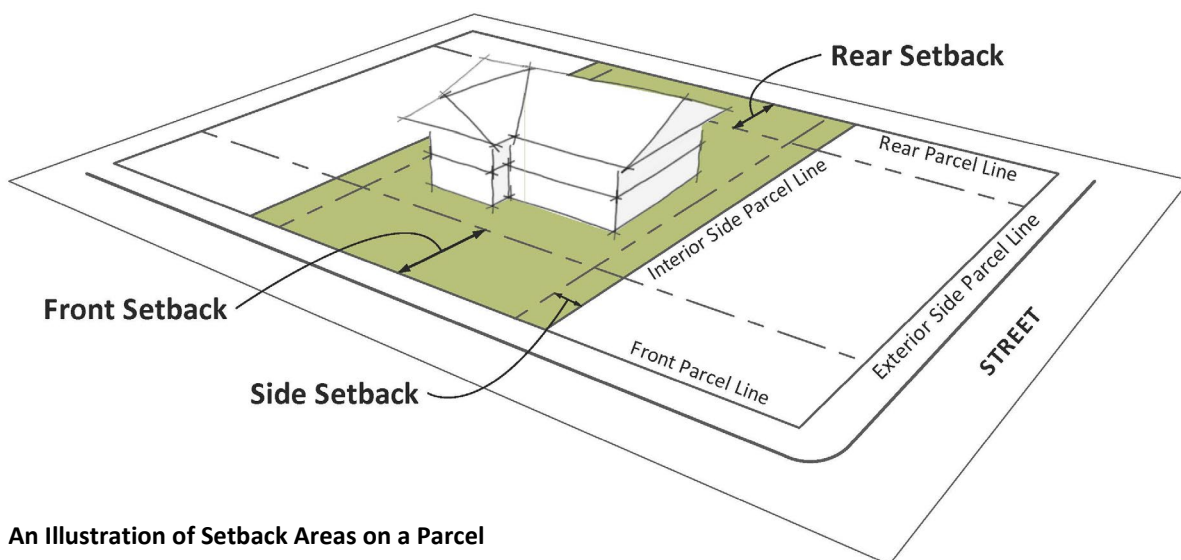 Rear Setback
Rear Parcel Line
Interior Side Parcel Line
Exterior Side Parcel Line
STREET
Front Setback
Front Parcel Line
Side Setback
An Illustration of Setback Areas on a Parcel